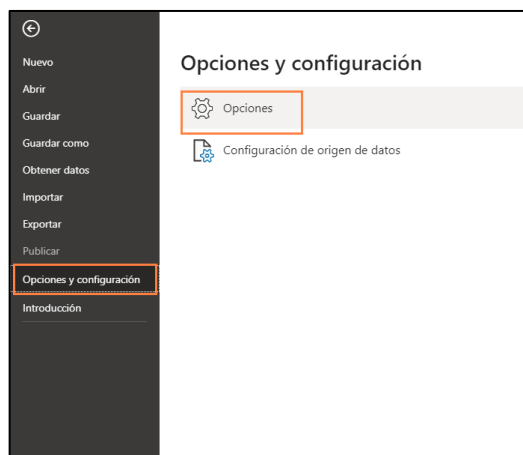 Nuevo
Abrir
Guardar
Guardar como
Obtener datos
Importar
Exportar
Publicar
Opciones y configuración
Introducción
Opciones y configuración
Opciones
Configuración de origen de datos